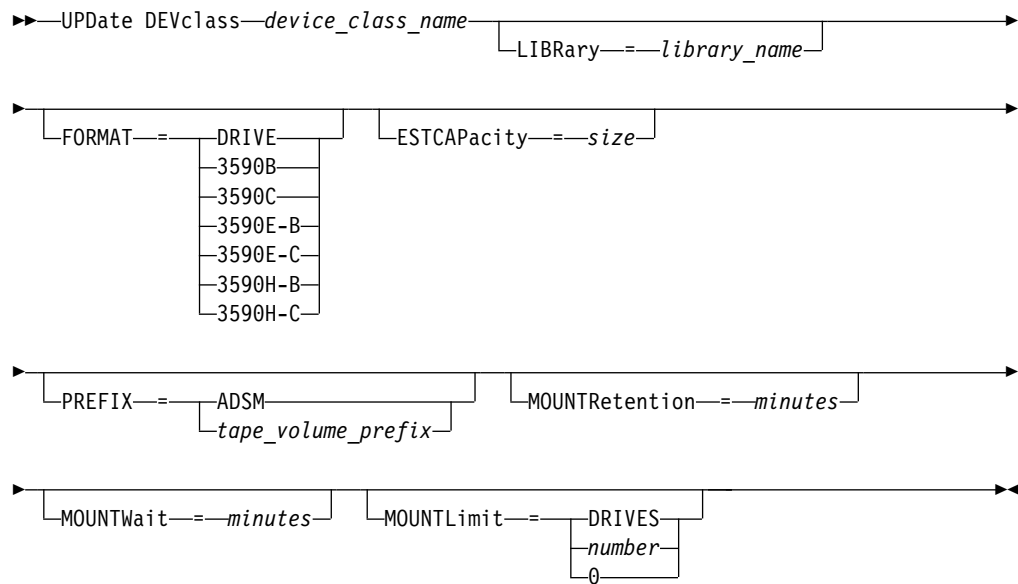 UPDate DEVclass device_class_name
LIBRary = library_name
FORMAT = DRIVE
3590B
3590C
3590E-B
3590E-C
3590H-B
3590H-C
ESTCAPacity = size
PREFIX = ADSM
tape_volume_prefix
MOUNTRetention = minutes
MOUNTWait = minutes
MOUNTLimit = DRIVES
number
0